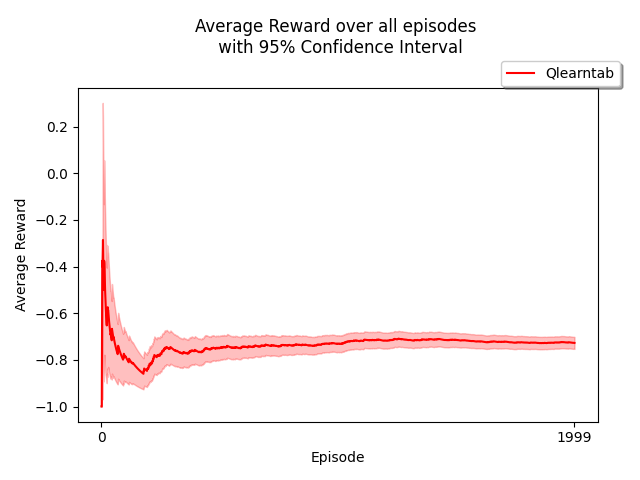 Average Reward over all episodes
with 95% Confidence Interval
Qlearntab
0.2
0.0
−0.2
−0.4
−0.6
−0.8
−1.0
Average Reward
0
1999
Episode